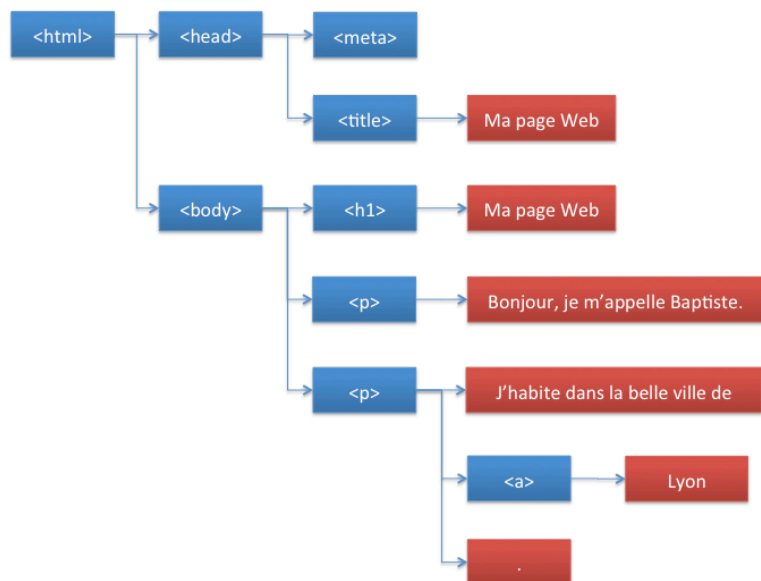 <html>
<head>
<meta>
<title>
Ma page Web
<body>
<h1>
Ma page Web
<p>
Bonjour, je m’appelle Baptiste.
<p>
J’habite dans la belle ville de
<a>
Lyon
.